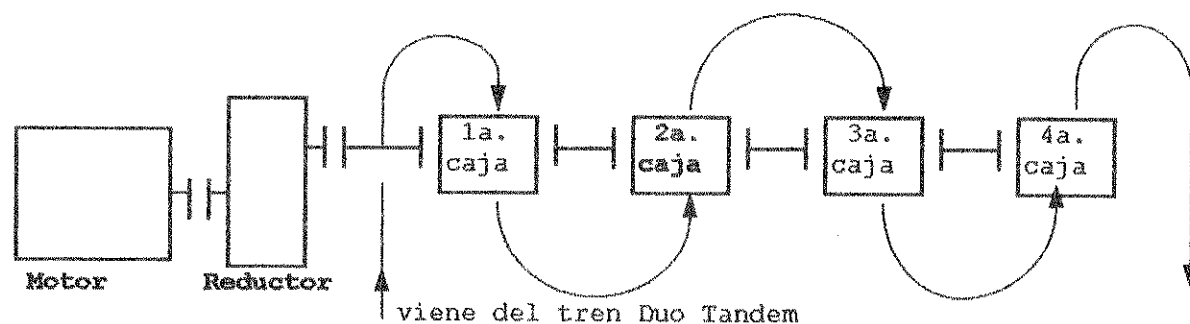 1a.
caja
2a.
caja
3a.
caja
4a.
caja
Motor
Reductor
viene del tren Duo Tandem